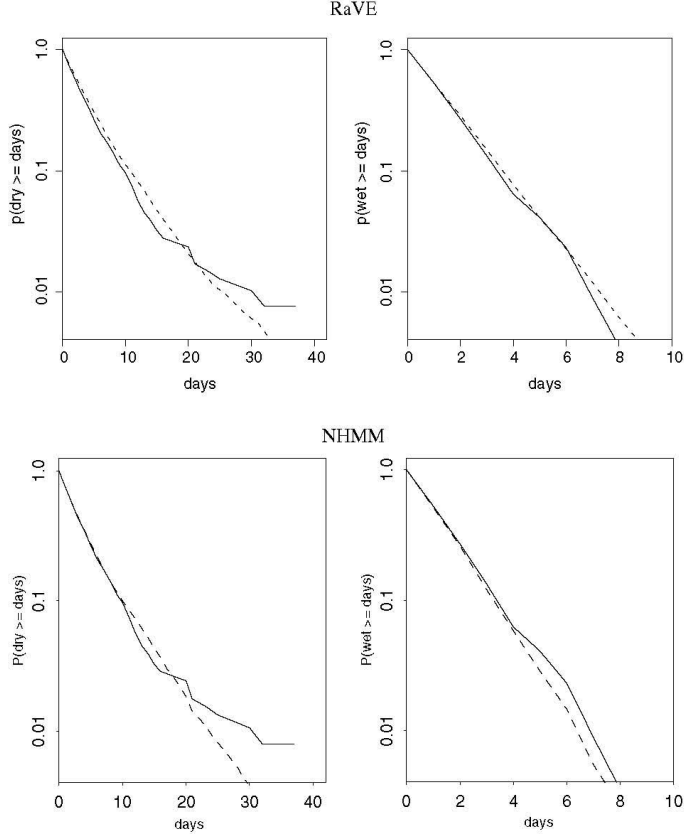 RaVE
p(dry >= days)
1.0
0.1
0.01
0 10 20 30 40
days
p(wet >= days)
1.0
0.1
0.01
0 2 4 6 8 10
days
NHMM
P(dry >= days)
1.0
0.1
0.01
0 10 20 30 40
days
P(wet >= days)
1.0
0.1
0.01
0 2 4 6 8 10
days